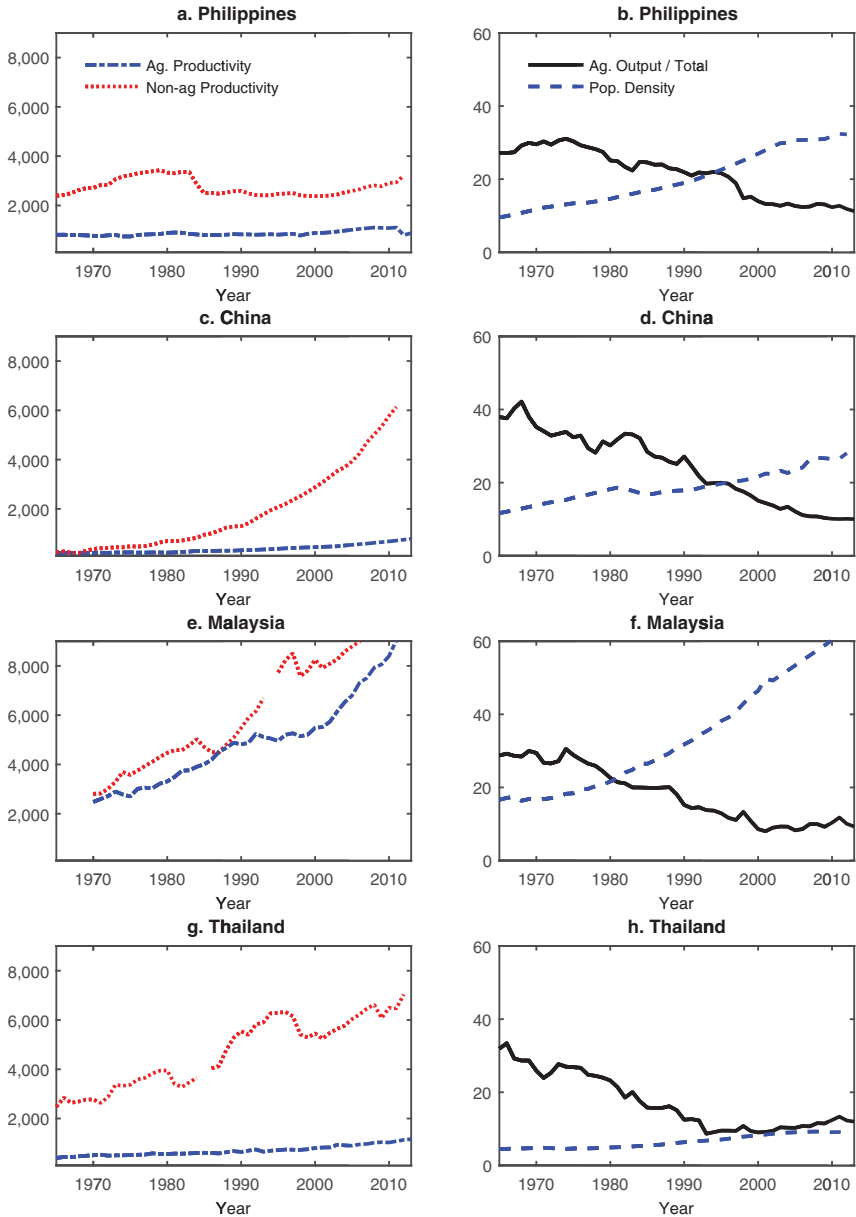 a. Philippines
8,000
6,000
4,000
2,000
Ag. Productivity
Non-ag Productivity
1970 1980 1990 2000 2010
Year
b. Philippines
60
40
20
0
Ag. Output / Total
Pop. Density
1970 1980 1990 2000 2010
Year
c. China
8,000
6,000
4,000
2,000
1970 1980 1990 2000 2010
Year
d. China
60
40
20
0
1970 1980 1990 2000 2010
Year
e. Malaysia
8,000
6,000
4,000
2,000
1970 1980 1990 2000 2010
Year
f. Malaysia
60
40
20
0
1970 1980 1990 2000 2010
Year
g. Thailand
8,000
6,000
4,000
2,000
1970 1980 1990 2000 2010
Year
h. Thailand
60
40
20
0
1970 1980 1990 2000 2010
Year